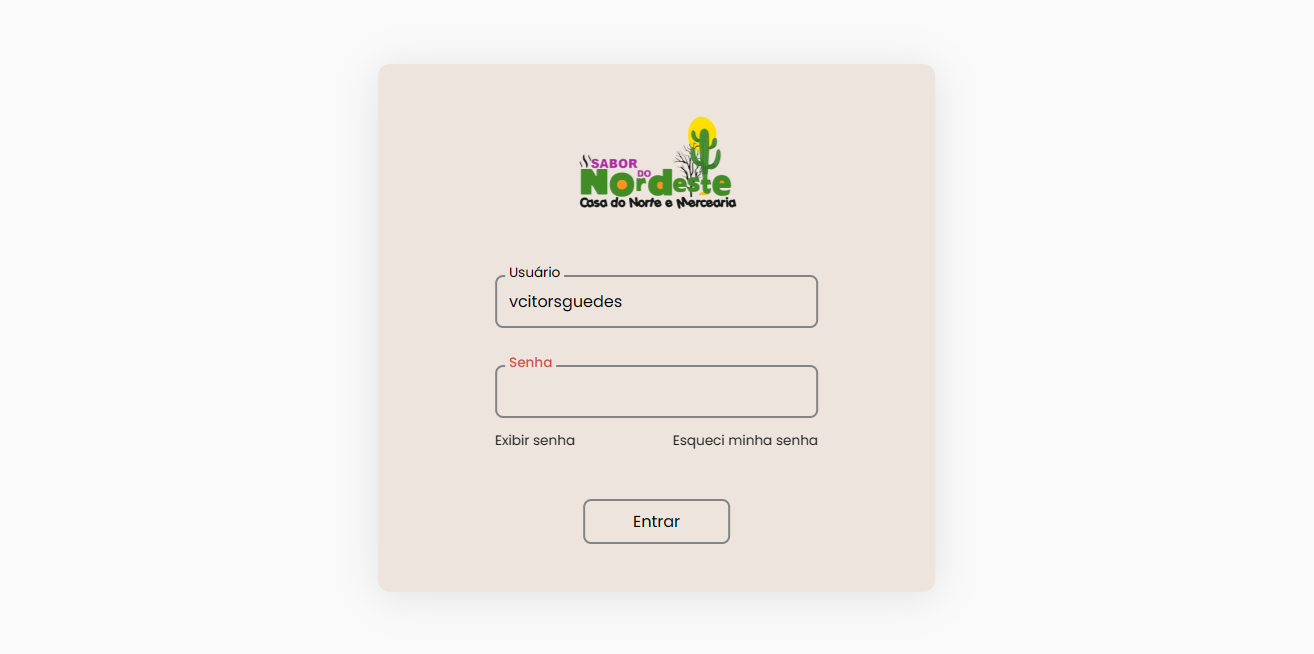 SABOR
DO
Nordeste
Casa do Norte e Mercearia
Usuário
vcitorsguedes
Senha
Exibir senha
Esqueci minha senha
Entrar